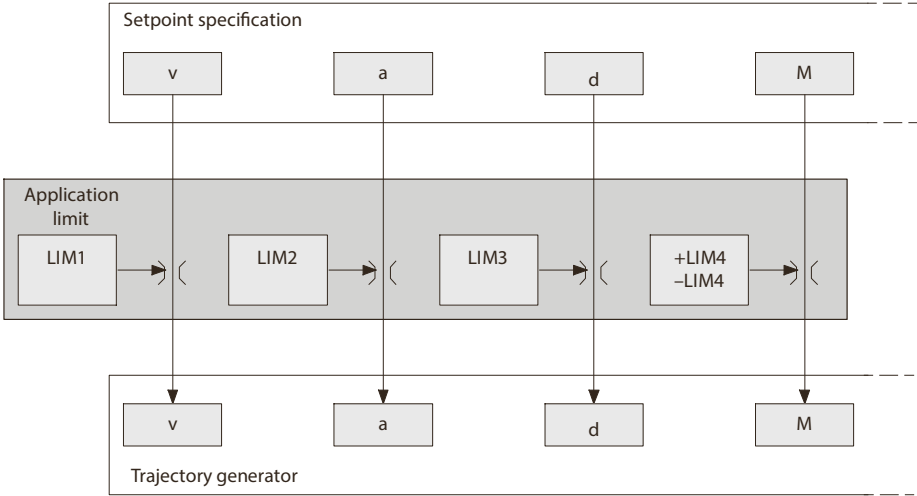 Setpoint specification
v
a
d
M
Application
limit
LIM1
LIM2
LIM3
+LIM4
–LIM4
v
a
d
M
Trajectory generator